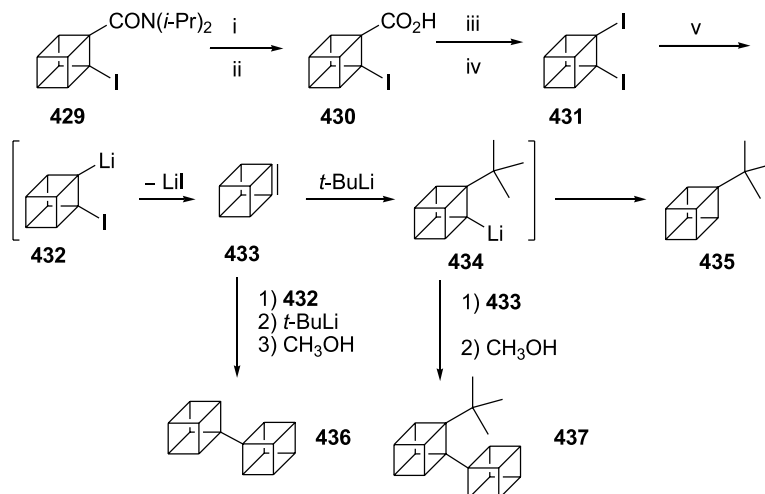 CON(i-Pr)2
I
429
i
ii
CO2H
I
430
iii
iv
I
I
431
v
Li
I
432
– LiI
433
t-BuLi
Li
434
435
1) 432
2) t-BuLi
3) CH3OH
1) 433
2) CH3OH
436
437